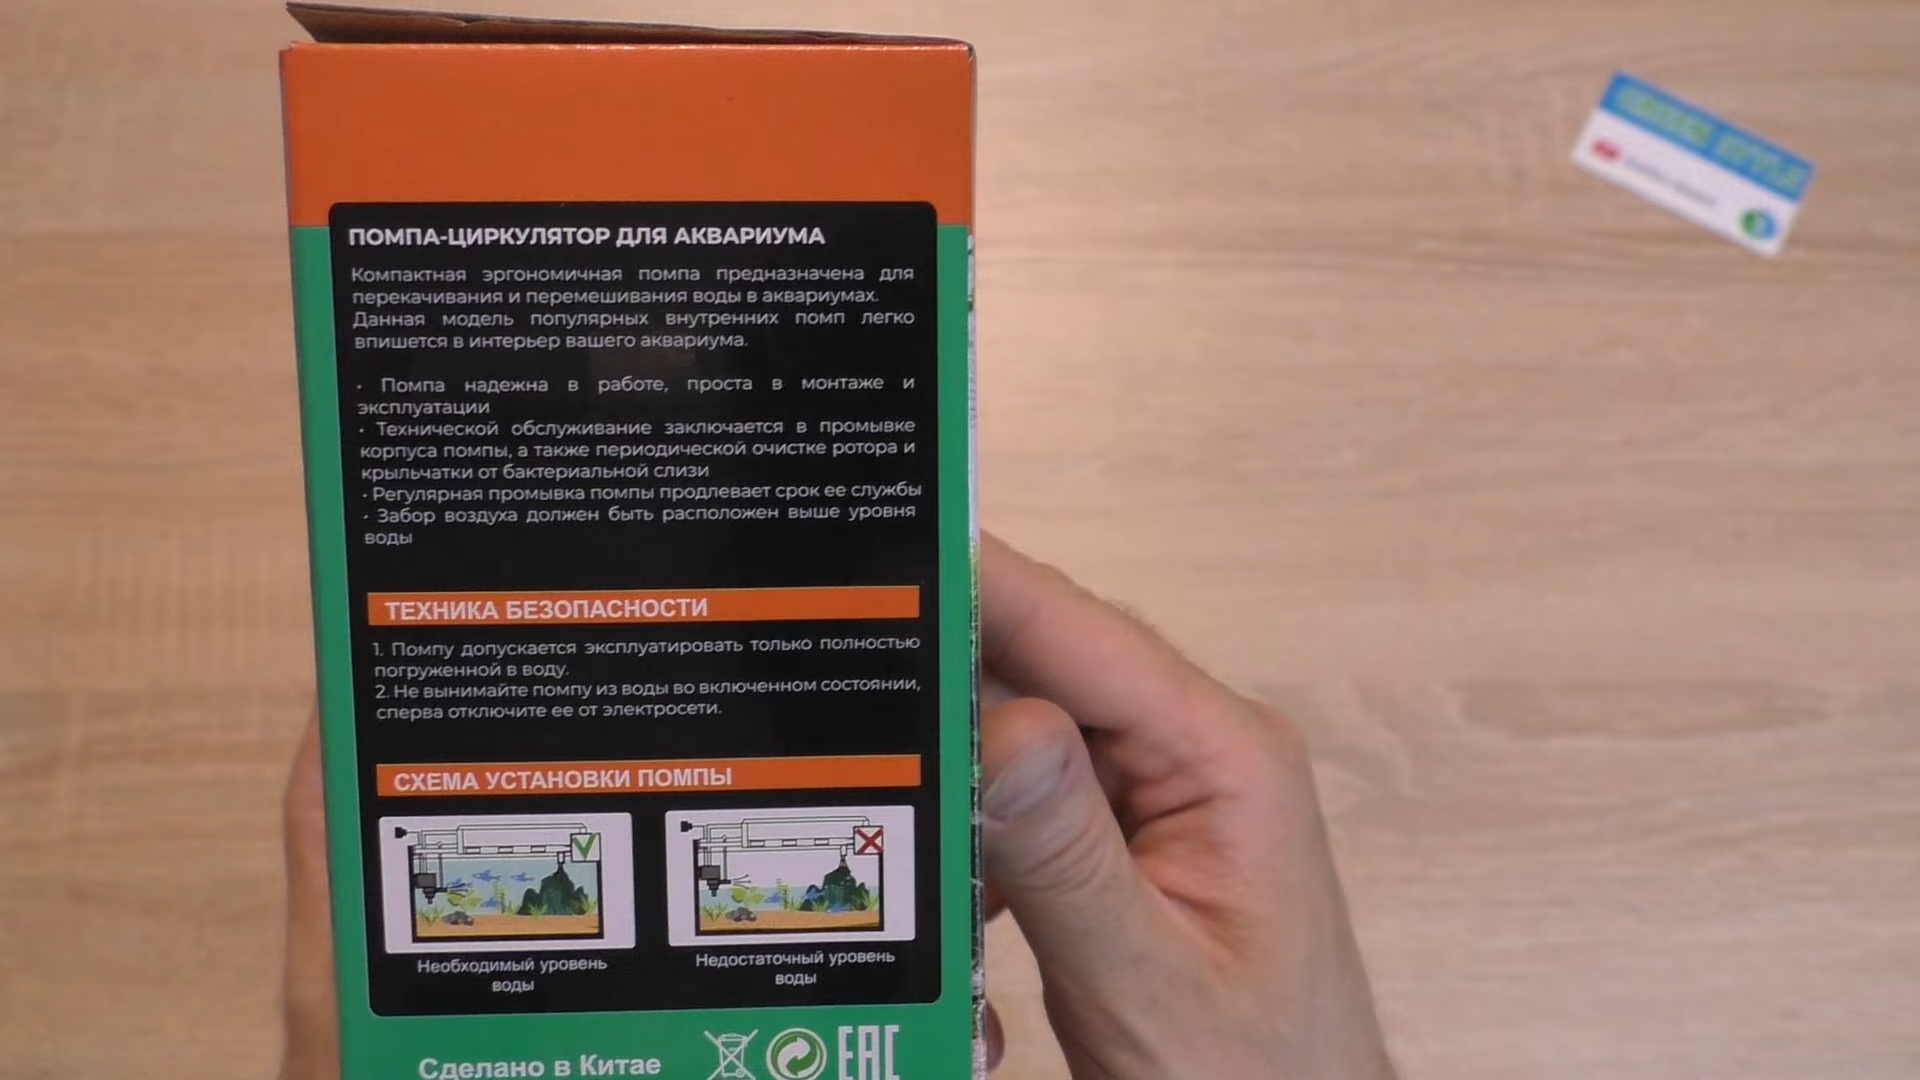 ПОМПА-ЦИРКУЛЯТОР ДЛЯ АКВАРИУМА
Компактная эргономичная помпа предназначена для
перекачивания и перемешивания воды в аквариумах.
Данная модель популярных внутренних помп легко
впишется в интерьер вашего аквариума.
• Помпа надежна в работе, проста в монтаже и
эксплуатации
• Технической обслуживание заключается в промывке
корпуса помпы, а также периодической очистке ротора и
крыльчатки от бактериальной слизи
• Регулярная промывка помпы продлевает срок ее службы
• Забор воздуха должен быть расположен выше уровня
воды
ТЕХНИКА БЕЗОПАСНОСТИ
1. Помпу допускается эксплуатировать только полностью
погруженной в воду.
2. Не вынимайте помпу из воды во включенном состоянии,
сперва отключите ее от электросети.
СХЕМА УСТАНОВКИ ПОМПЫ
Необходимый уровень
воды
Недостаточный уровень
воды
Сделано в Китае
EAC
GREEN STYLE